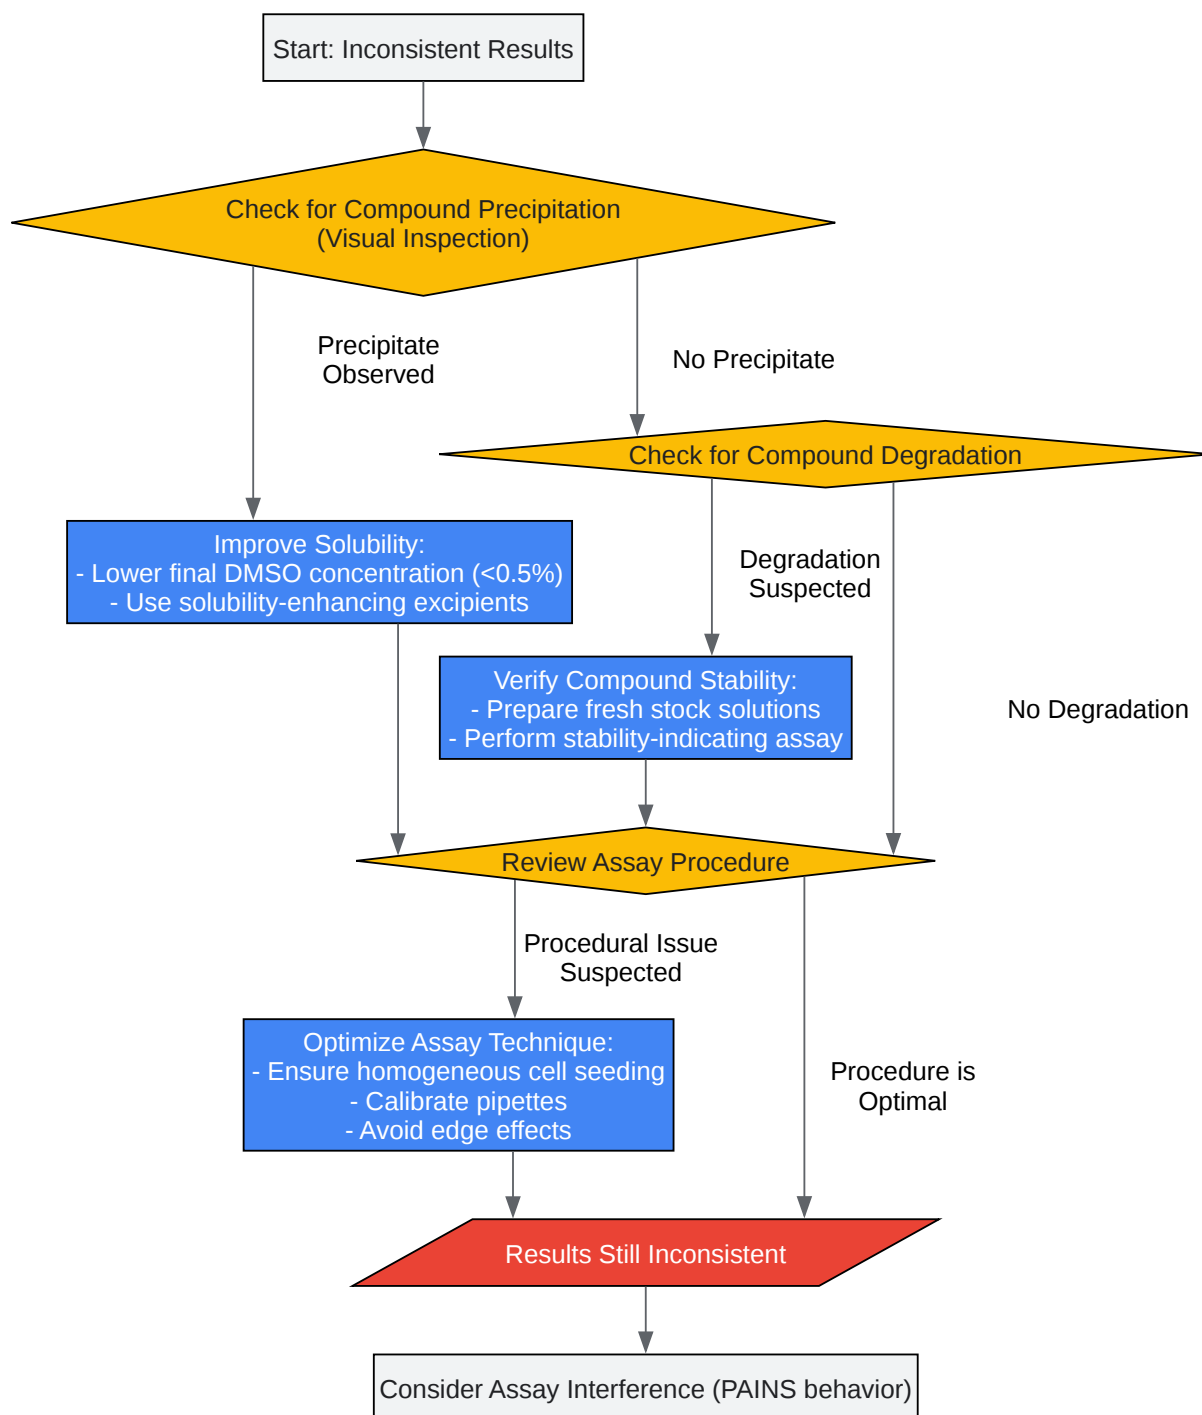 Start: Inconsistent Results
Check for Compound Precipitation
(Visual Inspection)
Precipitate
Observed
No Precipitate
Check for Compound Degradation
Improve Solubility:
- Lower final DMSO concentration (<0.5%)
- Use solubility-enhancing excipients
Degradation
Suspected
Verify Compound Stability:
- Prepare fresh stock solutions
- Perform stability-indicating assay
No Degradation
Review Assay Procedure
Procedural Issue
Suspected
Optimize Assay Technique:
- Ensure homogeneous cell seeding
- Calibrate pipettes
- Avoid edge effects
Procedure is
Optimal
Results Still Inconsistent
Consider Assay Interference (PAINS behavior)